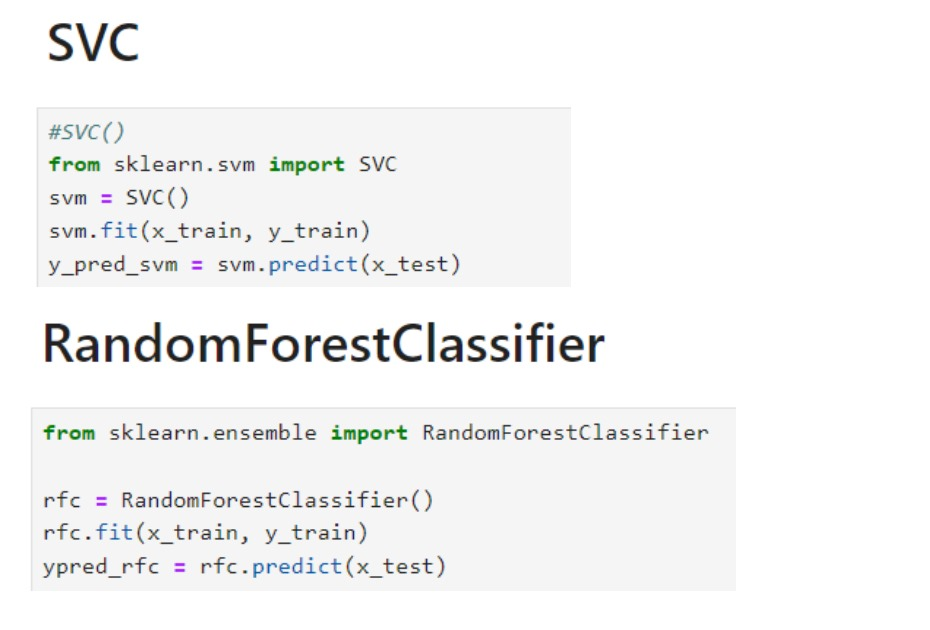 SVC
#SVC()
from sklearn.svm import SVC
svm = SVC()
svm.fit(x_train, y_train)
y_pred_svm = svm.predict(x_test)
RandomForestClassifier
from sklearn.ensemble import RandomForestClassifier
rfc = RandomForestClassifier()
rfc.fit(x_train, y_train)
ypred_rfc = rfc.predict(x_test)